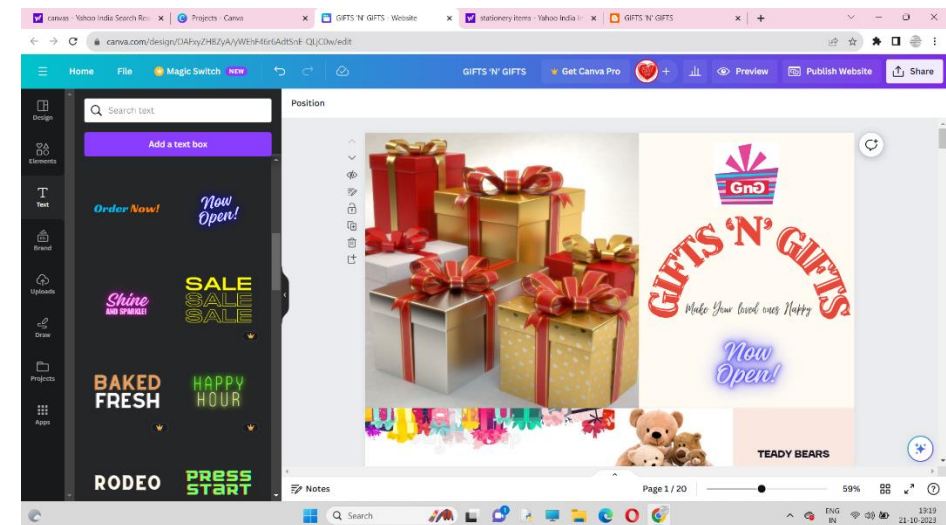 canvas - Yahoo India Search Res
Projects - Canva
GIFTS 'N' GIFTS - Website
stationery items - Yahoo India In
GIFTS 'N' GIFTS
canva.com/design/
/edit
Home
File
Magic Switch
NEW
GIFTS 'N' GIFTS
Get Canva Pro
Preview
Publish Website
Share
Design
Elements
Text
Brand
Uploads
Draw
Projects
Apps
Search text
Add a text box
Order Now!
Now
Open!
Shine
AND SPARKLE!
SALE
SALE
SALE
BAKED
FRESH
HAPPY
HOUR
RODEO
PRESS
START
Position
GnG
GIFTS 'N' GIFTS
Make Your loved ones Happy
Now
Open!
TEADY BEARS
Notes
Page 1 / 20
59%
Search
ENG
IN
19:19
21-10-2023